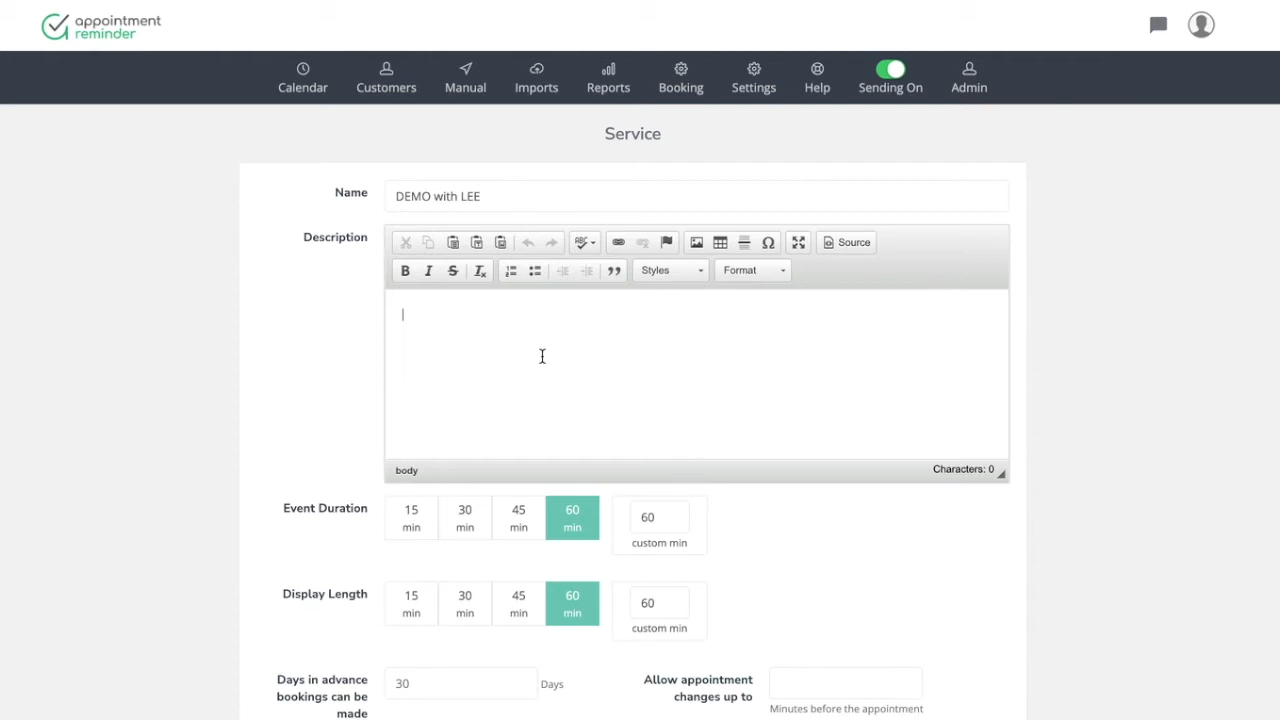 appointment
reminder
Calendar Customers Manual Imports Reports Booking Settings Help Sending On Admin
Service
Name DEMO with LEE
Description
ABC Source
B I S Ix Styles Format
body Characters: 0
Event Duration 15 min 30 min 45 min 60 min 60 custom min
Display Length 15 min 30 min 45 min 60 min 60 custom min
Days in advance
bookings can be
made
30 Days
Allow appointment
changes up to
Minutes before the appointment